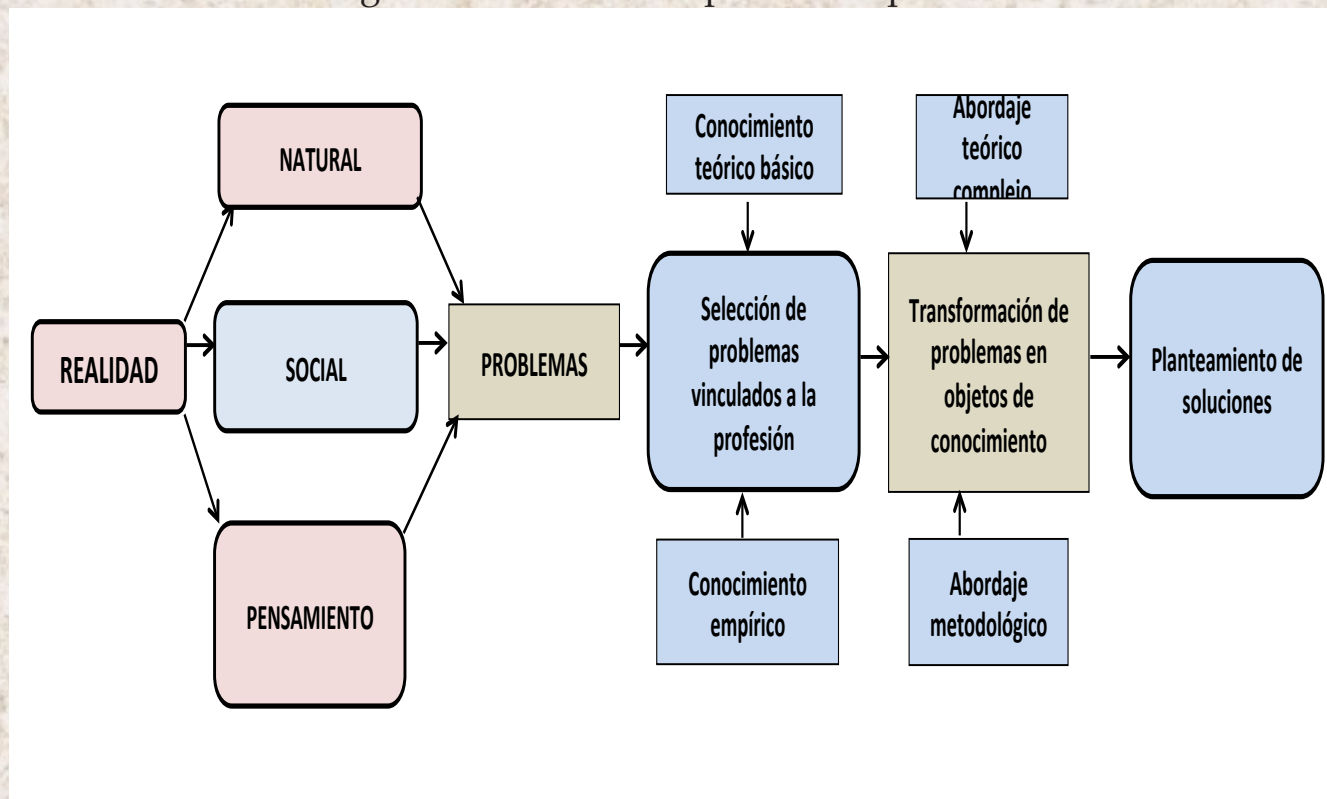 NATURAL
REALIDAD
SOCIAL
PENSAMIENTO
PROBLEMAS
Conocimiento
teórico básico
Selección de
problemas
vinculados a la
profesión
Conocimiento
empírico
Abordaje
teórico
complejo
Transformación de
problemas en
objetos de
conocimiento
Abordaje
metodológico
Planteamiento de
soluciones